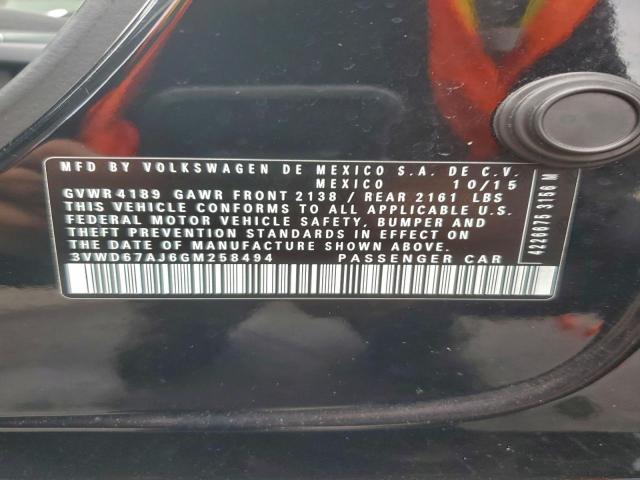 MFD BY VOLKSWAGEN DE MEXICO S.A. DE C.V.
MEXICO 10/15
GVWR 4189 GAWR FRONT 2138 / REAR 2161 LBS
THIS VEHICLE CONFORMS TO ALL APPLICABLE U.S.
FEDERAL MOTOR VEHICLE SAFETY, BUMPER AND
THEFT PREVENTION STANDARDS IN EFFECT ON
THE DATE OF MANUFACTURE SHOWN ABOVE.
3VWD67AJ6GM258494 PASSENGER CAR
4226675 3156 M